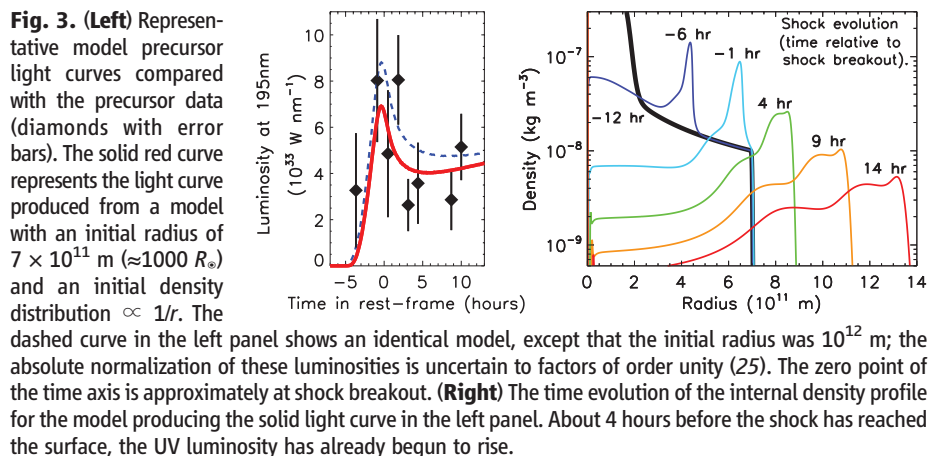 Fig. 3. (Left) Represen-
tative model precursor
light curves compared
with the precursor data
(diamonds with error
bars). The solid red curve
represents the light curve
produced from a model
with an initial radius of
7 × 10¹¹ m (≈1000 R⊛)
and an initial density
distribution ∝ 1/r. The
dashed curve in the left panel shows an identical model, except that the initial radius was 10¹² m; the
absolute normalization of these luminosities is uncertain to factors of order unity (25). The zero point of
the time axis is approximately at shock breakout. (Right) The time evolution of the internal density profile
for the model producing the solid light curve in the left panel. About 4 hours before the shock has reached
the surface, the UV luminosity has already begun to rise.
Luminosity at 195nm
(10³³ W nm⁻¹)
10
8
6
4
2
0
-5 0 5 10
Time in rest-frame (hours)
Density (kg m⁻³)
10⁻⁷
10⁻⁸
10⁻⁹
Shock evolution
(time relative to
shock breakout).
-6 hr
-1 hr
-12 hr
4 hr
9 hr
14 hr
0 2 4 6 8 10 12 14
Radius (10¹¹ m)